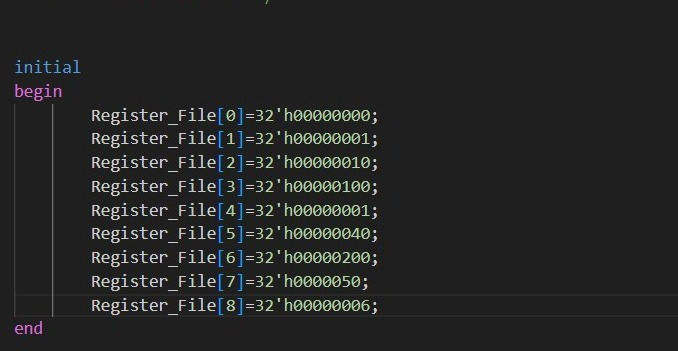 initial
begin
Register_File[0]=32'h00000000;
Register_File[1]=32'h00000001;
Register_File[2]=32'h00000010;
Register_File[3]=32'h00000100;
Register_File[4]=32'h00000001;
Register_File[5]=32'h00000040;
Register_File[6]=32'h00000200;
Register_File[7]=32'h0000050;
Register_File[8]=32'h00000006;
end